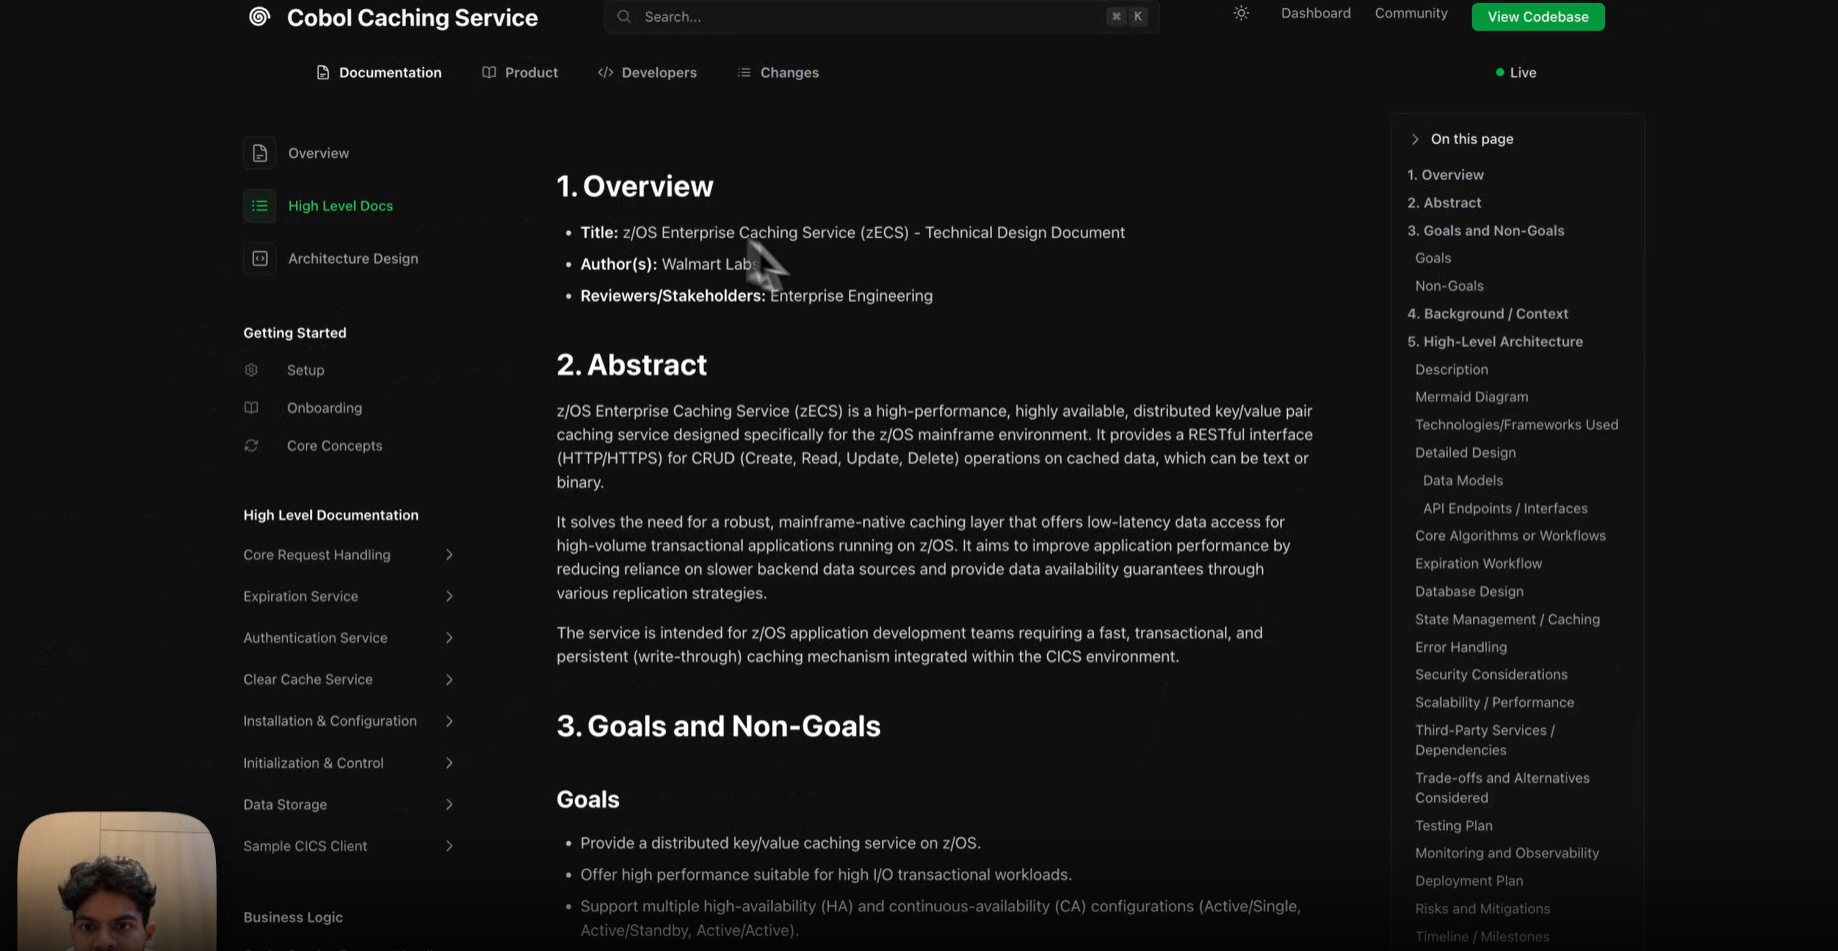 Cobol Caching Service
Search...
⌘ K
Dashboard
Community
View Codebase
Documentation
Product
Developers
Changes
Live
Overview
High Level Docs
Architecture Design
Getting Started
Setup
Onboarding
Core Concepts
High Level Documentation
Core Request Handling
Expiration Service
Authentication Service
Clear Cache Service
Installation & Configuration
Initialization & Control
Data Storage
Sample CICS Client
Business Logic
1. Overview
• Title: z/OS Enterprise Caching Service (zECS) - Technical Design Document
• Author(s): Walmart Labs
• Reviewers/Stakeholders: Enterprise Engineering
2. Abstract
z/OS Enterprise Caching Service (zECS) is a high-performance, highly available, distributed key/value pair
caching service designed specifically for the z/OS mainframe environment. It provides a RESTful interface
(HTTP/HTTPS) for CRUD (Create, Read, Update, Delete) operations on cached data, which can be text or
binary.
It solves the need for a robust, mainframe-native caching layer that offers low-latency data access for
high-volume transactional applications running on z/OS. It aims to improve application performance by
reducing reliance on slower backend data sources and provide data availability guarantees through
various replication strategies.
The service is intended for z/OS application development teams requiring a fast, transactional, and
persistent (write-through) caching mechanism integrated within the CICS environment.
3. Goals and Non-Goals
Goals
• Provide a distributed key/value caching service on z/OS.
• Offer high performance suitable for high I/O transactional workloads.
• Support multiple high-availability (HA) and continuous-availability (CA) configurations (Active/Single,
Active/Standby, Active/Active).
On this page
1. Overview
2. Abstract
3. Goals and Non-Goals
Goals
Non-Goals
4. Background / Context
5. High-Level Architecture
Description
Mermaid Diagram
Technologies/Frameworks Used
Detailed Design
Data Models
API Endpoints / Interfaces
Core Algorithms or Workflows
Expiration Workflow
Database Design
State Management / Caching
Error Handling
Security Considerations
Scalability / Performance
Third-Party Services /
Dependencies
Trade-offs and Alternatives
Considered
Testing Plan
Monitoring and Observability
Deployment Plan
Risks and Mitigations
Timeline / Milestones